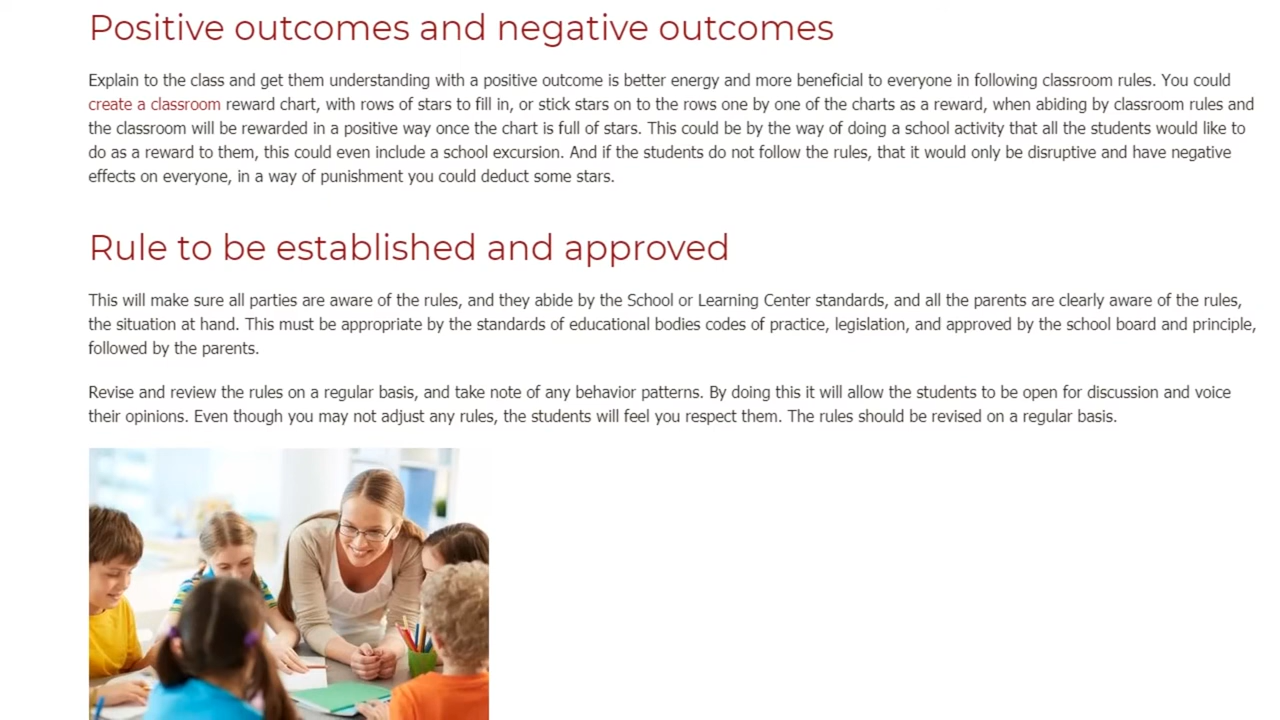 Positive outcomes and negative outcomes
Explain to the class and get them understanding with a positive outcome is better energy and more beneficial to everyone in following classroom rules. You could
create a classroom reward chart, with rows of stars to fill in, or stick stars on to the rows one by one of the charts as a reward, when abiding by classroom rules and
the classroom will be rewarded in a positive way once the chart is full of stars. This could be by the way of doing a school activity that all the students would like to
do as a reward to them, this could even include a school excursion. And if the students do not follow the rules, that it would only be disruptive and have negative
effects on everyone, in a way of punishment you could deduct some stars.
Rule to be established and approved
This will make sure all parties are aware of the rules, and they abide by the School or Learning Center standards, and all the parents are clearly aware of the rules,
the situation at hand. This must be appropriate by the standards of educational bodies codes of practice, legislation, and approved by the school board and principle,
followed by the parents.
Revise and review the rules on a regular basis, and take note of any behavior patterns. By doing this it will allow the students to be open for discussion and voice
their opinions. Even though you may not adjust any rules, the students will feel you respect them. The rules should be revised on a regular basis.